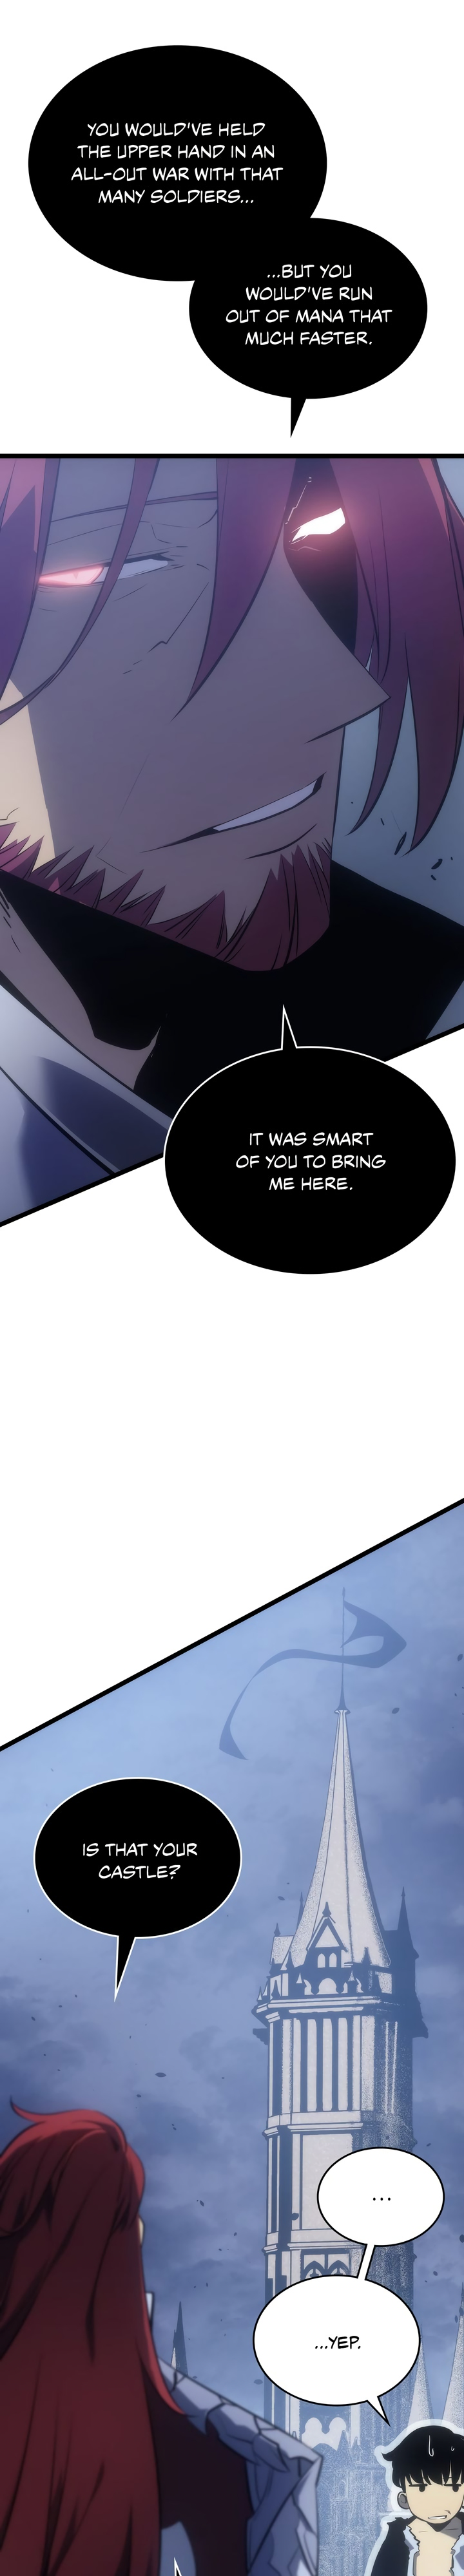 YOU WOULD'VE HELD
THE UPPER HAND IN AN
ALL-OUT WAR WITH THAT
MANY SOLDIERS...
...BUT YOU
WOULD'VE RUN
OUT OF MANA THAT
MUCH FASTER.
IT WAS SMART
OF YOU TO BRING
ME HERE.
IS THAT YOUR
CASTLE?
...
...YEP.